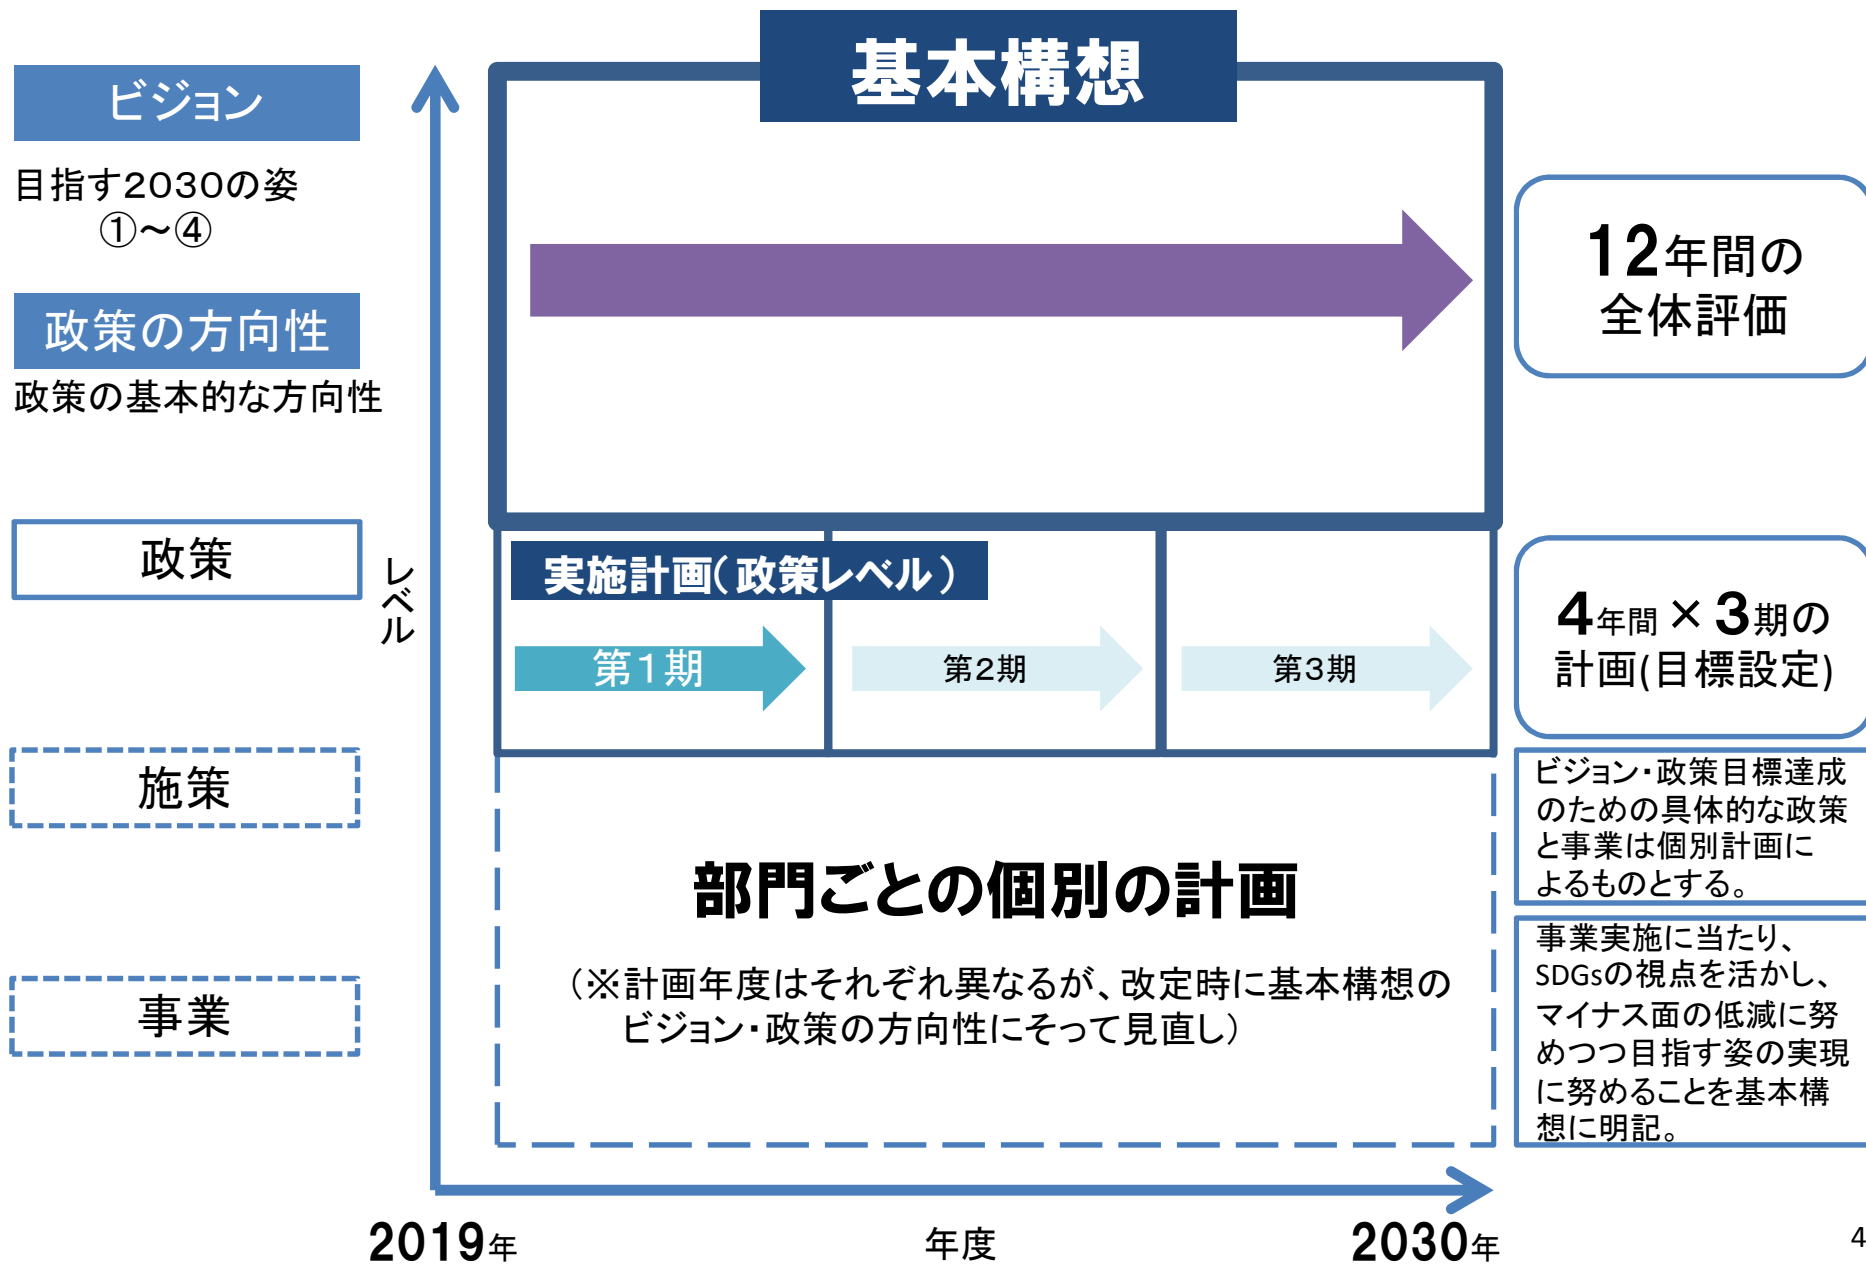 基本構想
ビジョン
目指す2030の姿
①～④
政策の方向性
政策の基本的な方向性
12年間の
全体評価
政策
レベル
実施計画(政策レベル)
第1期
第2期
第3期
4年間×3期の
計画(目標設定)
施策
ビジョン・政策目標達成
のための具体的な政策
と事業は個別計画に
よるものとする。
部門ごとの個別の計画
(※計画年度はそれぞれ異なるが、改定時に基本構想の
ビジョン・政策の方向性にそって見直し)
事業
事業実施に当たり、
SDGsの視点を活かし、
マイナス面の低減に努
めつつ目指す姿の実現
に努めることを基本構
想に明記。
2019年
年度
2030年
4